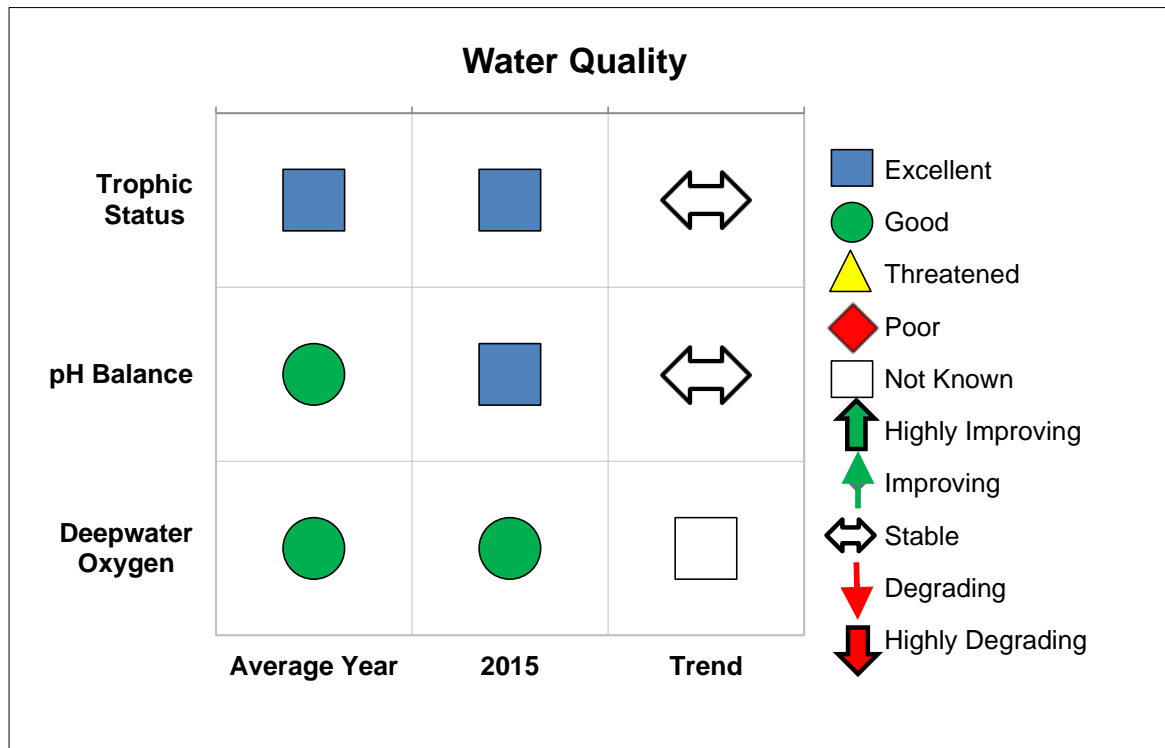 Water Quality
Trophic
Status
pH Balance
Deepwater
Oxygen
Average Year
2015
Trend
Excellent
Good
Threatened
Poor
Not Known
Highly Improving
Improving
Stable
Degrading
Highly Degrading